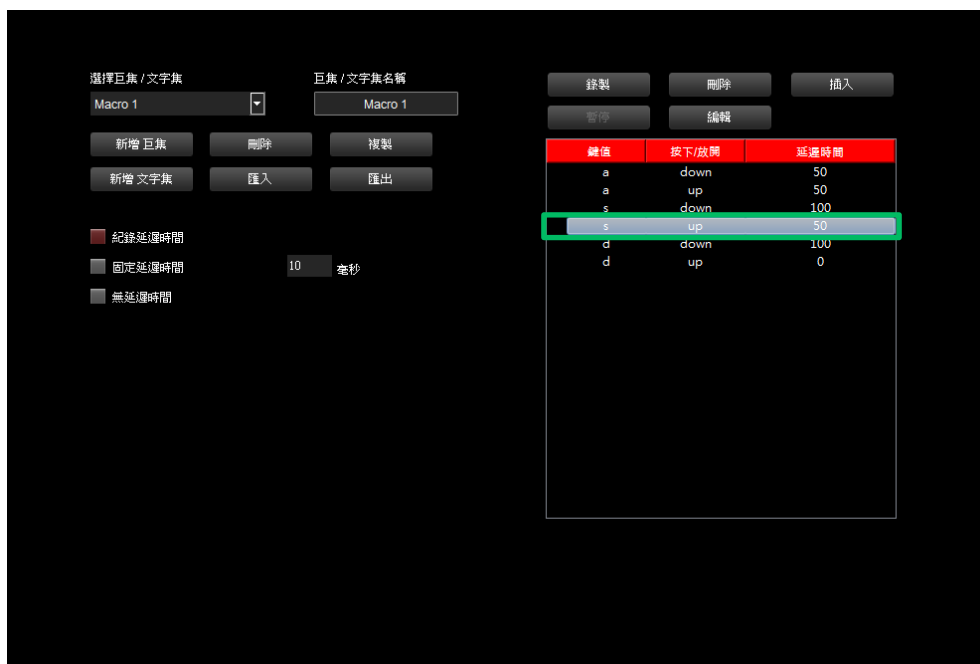 選擇巨集 / 文字集
Macro 1
巨集 / 文字集名稱
Macro 1
新增 巨集 刪除 複製
新增 文字集 匯入 匯出
紀錄延遲時間
固定延遲時間 10 毫秒
無延遲時間
錄製 刪除 插入
暫停 編輯
鍵值 按下/放開 延遲時間
a down 50
a up 50
s down 100
s up 50
d down 100
d up 0